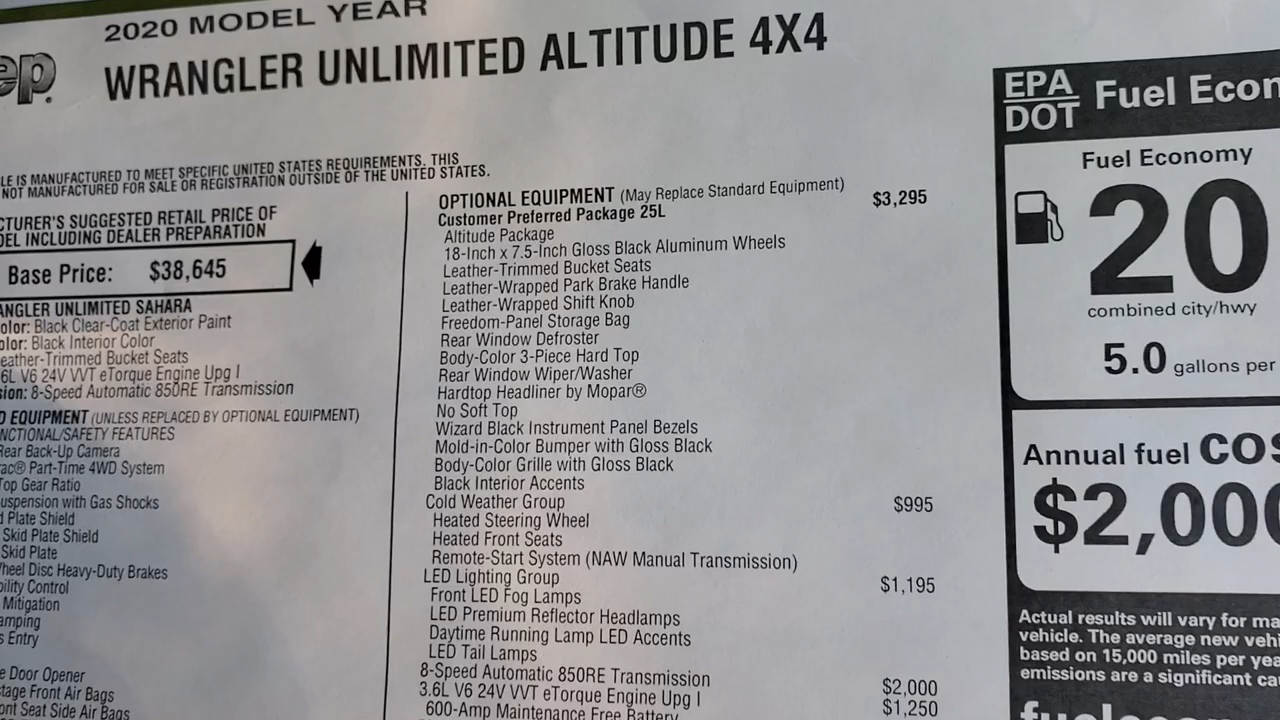 2020 MODEL YEAR
WRANGLER UNLIMITED ALTITUDE 4X4
ep
LE IS MANUFACTURED TO MEET SPECIFIC UNITED STATES REQUIREMENTS. THIS
NOT MANUFACTURED FOR SALE OR REGISTRATION OUTSIDE OF THE UNITED STATES.
CTURER'S SUGGESTED RETAIL PRICE OF
DEL INCLUDING DEALER PREPARATION
Base Price: $38,645
ANGLER UNLIMITED SAHARA
olor: Black Clear-Coat Exterior Paint
olor: Black Interior Color
eather-Trimmed Bucket Seats
.6L V6 24V VVT eTorque Engine Upg I
sion: 8-Speed Automatic 850RE Transmission
D EQUIPMENT (UNLESS REPLACED BY OPTIONAL EQUIPMENT)
NCTIONAL/SAFETY FEATURES
Rear Back-Up Camera
rac® Part-Time 4WD System
Top Gear Ratio
uspension with Gas Shocks
d Plate Shield
Skid Plate Shield
Skid Plate
heel Disc Heavy-Duty Brakes
bility Control
Mitigation
amping
s Entry
e Door Opener
stage Front Air Bags
ont Seat Side Air Bags
OPTIONAL EQUIPMENT (May Replace Standard Equipment)
Customer Preferred Package 25L $3,295
Altitude Package
18-Inch x 7.5-Inch Gloss Black Aluminum Wheels
Leather-Trimmed Bucket Seats
Leather-Wrapped Park Brake Handle
Leather-Wrapped Shift Knob
Freedom-Panel Storage Bag
Rear Window Defroster
Body-Color 3-Piece Hard Top
Rear Window Wiper/Washer
Hardtop Headliner by Mopar®
No Soft Top
Wizard Black Instrument Panel Bezels
Mold-in-Color Bumper with Gloss Black
Body-Color Grille with Gloss Black
Black Interior Accents
Cold Weather Group $995
Heated Steering Wheel
Heated Front Seats
Remote-Start System (NAW Manual Transmission)
LED Lighting Group $1,195
Front LED Fog Lamps
LED Premium Reflector Headlamps
Daytime Running Lamp LED Accents
LED Tail Lamps
8-Speed Automatic 850RE Transmission $2,000
3.6L V6 24V VVT eTorque Engine Upg I $1,250
600-Amp Maintenance Free Battery
EPA
DOT
Fuel Econ
Fuel Economy
20
combined city/hwy
5.0 gallons per
Annual fuel COS
$2,000
Actual results will vary for ma
vehicle. The average new vehi
based on 15,000 miles per yea
emissions are a significant ca